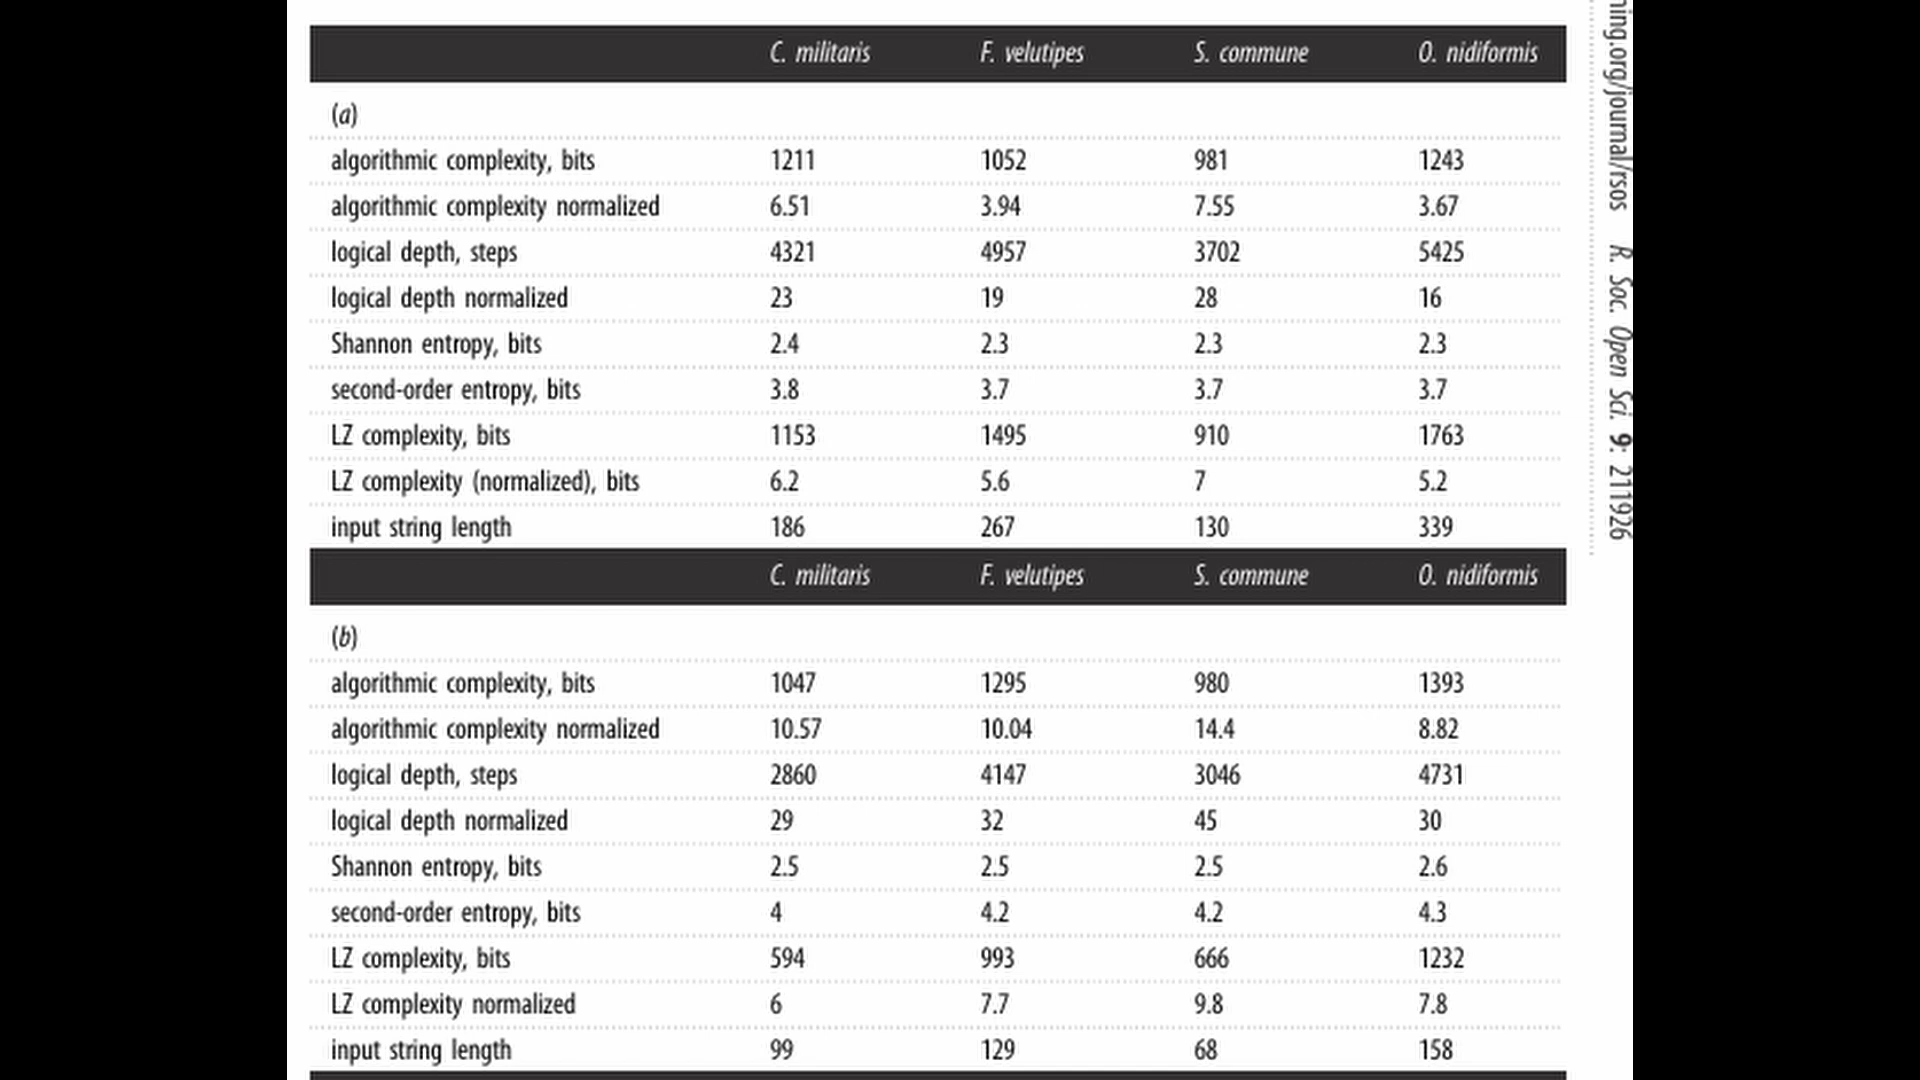 C. militaris F. velutipes S. commune O. nidiformis
(a)
algorithmic complexity, bits 1211 1052 981 1243
algorithmic complexity normalized 6.51 3.94 7.55 3.67
logical depth, steps 4321 4957 3702 5425
logical depth normalized 23 19 28 16
Shannon entropy, bits 2.4 2.3 2.3 2.3
second-order entropy, bits 3.8 3.7 3.7 3.7
LZ complexity, bits 1153 1495 910 1763
LZ complexity (normalized), bits 6.2 5.6 7 5.2
input string length 186 267 130 339
C. militaris F. velutipes S. commune O. nidiformis
(b)
algorithmic complexity, bits 1047 1295 980 1393
algorithmic complexity normalized 10.57 10.04 14.4 8.82
logical depth, steps 2860 4147 3046 4731
logical depth normalized 29 32 45 30
Shannon entropy, bits 2.5 2.5 2.5 2.6
second-order entropy, bits 4 4.2 4.2 4.3
LZ complexity, bits 594 993 666 1232
LZ complexity normalized 6 7.7 9.8 7.8
input string length 99 129 68 158
ning.org/journal/rsos R. Soc. Open Sci. 9: 211926